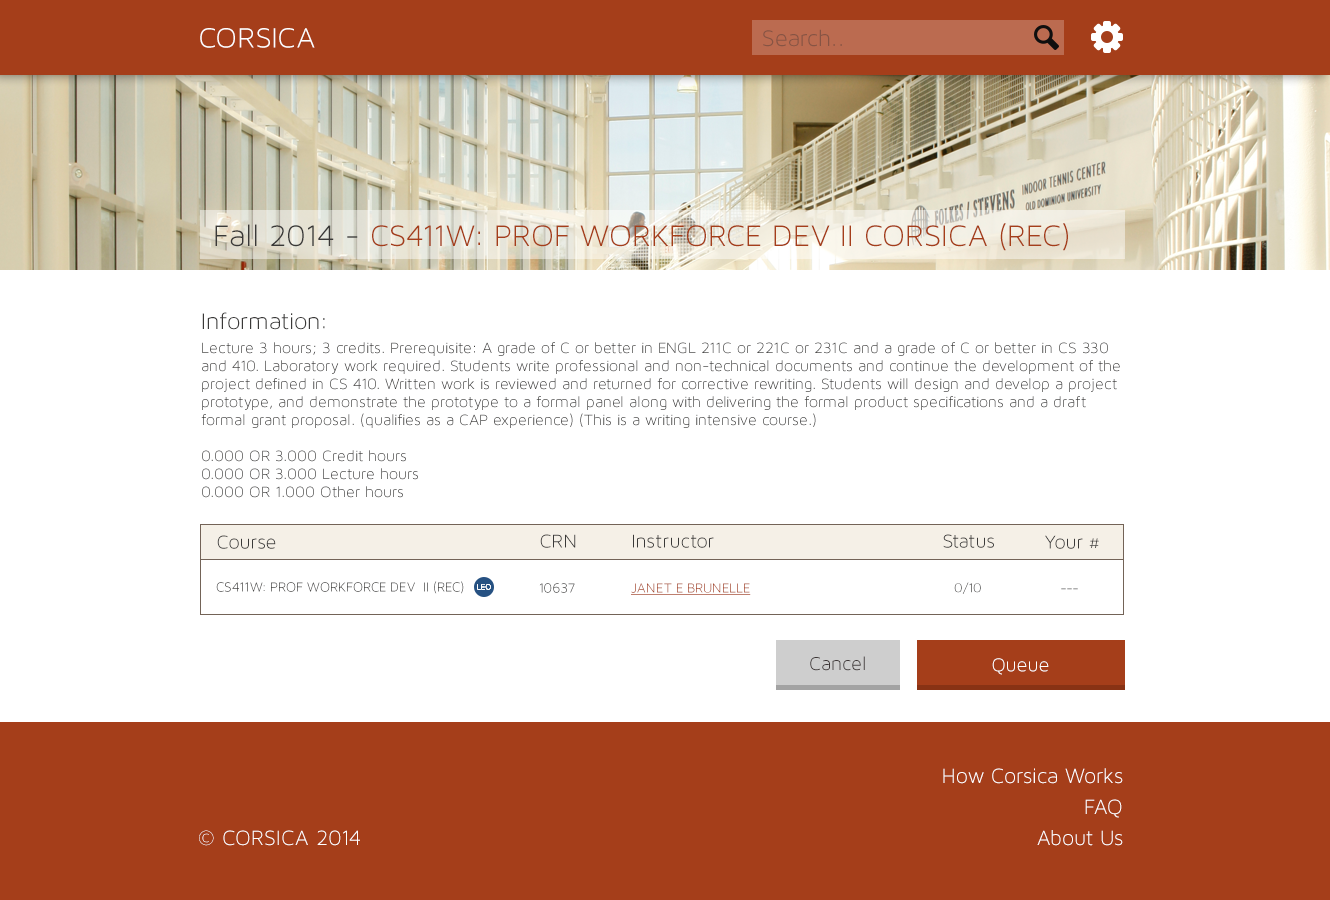 CORSICA
Search..
FOLKES / STEVENS
INDOOR TENNIS CENTER
OLD DOMINION UNIVERSITY
Fall 2014 - CS411W: PROF WORKFORCE DEV II CORSICA (REC)
Information:
Lecture 3 hours; 3 credits. Prerequisite: A grade of C or better in ENGL 211C or 221C or 231C and a grade of C or better in CS 330
and 410. Laboratory work required. Students write professional and non-technical documents and continue the development of the
project defined in CS 410. Written work is reviewed and returned for corrective rewriting. Students will design and develop a project
prototype, and demonstrate the prototype to a formal panel along with delivering the formal product specifications and a draft
formal grant proposal. (qualifies as a CAP experience) (This is a writing intensive course.)
0.000 OR 3.000 Credit hours
0.000 OR 3.000 Lecture hours
0.000 OR 1.000 Other hours
Course CRN Instructor Status Your #
CS411W: PROF WORKFORCE DEV II (REC) LEO 10637 JANET E BRUNELLE 0/10 ---
Cancel Queue
How Corsica Works
FAQ
© CORSICA 2014 About Us